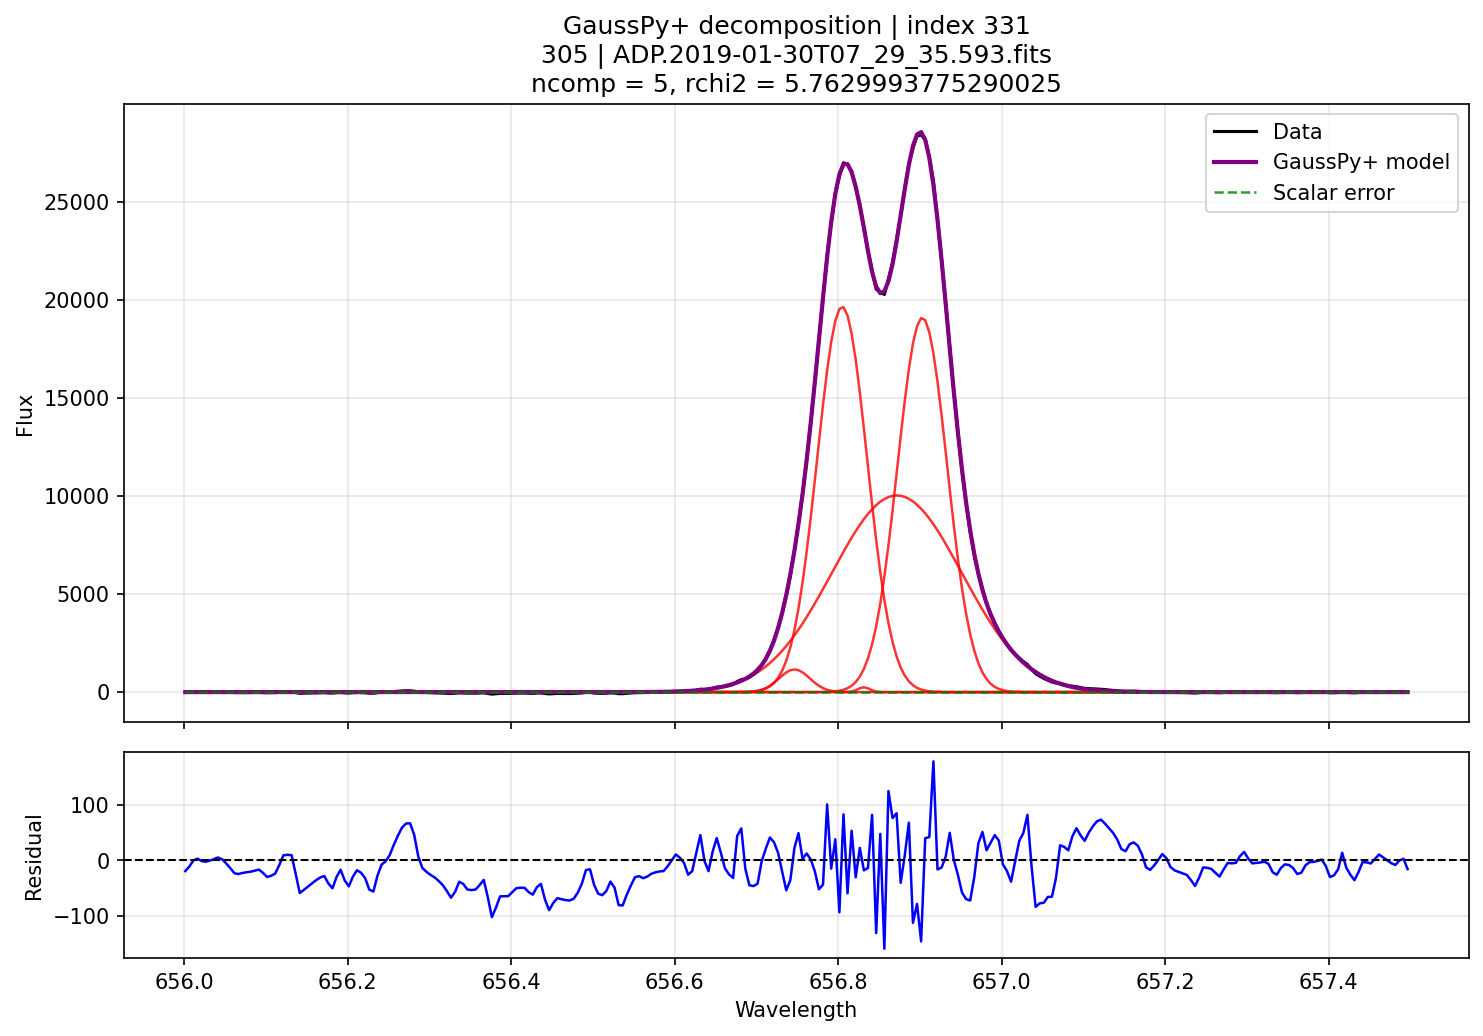 GaussPy+ decomposition | index 331
305 | ADP.2019-01-30T07_29_35.593.fits
ncomp = 5, rchi2 = 5.7629993775290025
Data
GaussPy+ model
Scalar error
Flux
25000
20000
15000
10000
5000
0
Residual
100
0
−100
656.0
656.2
656.4
656.6
656.8
657.0
657.2
657.4
Wavelength